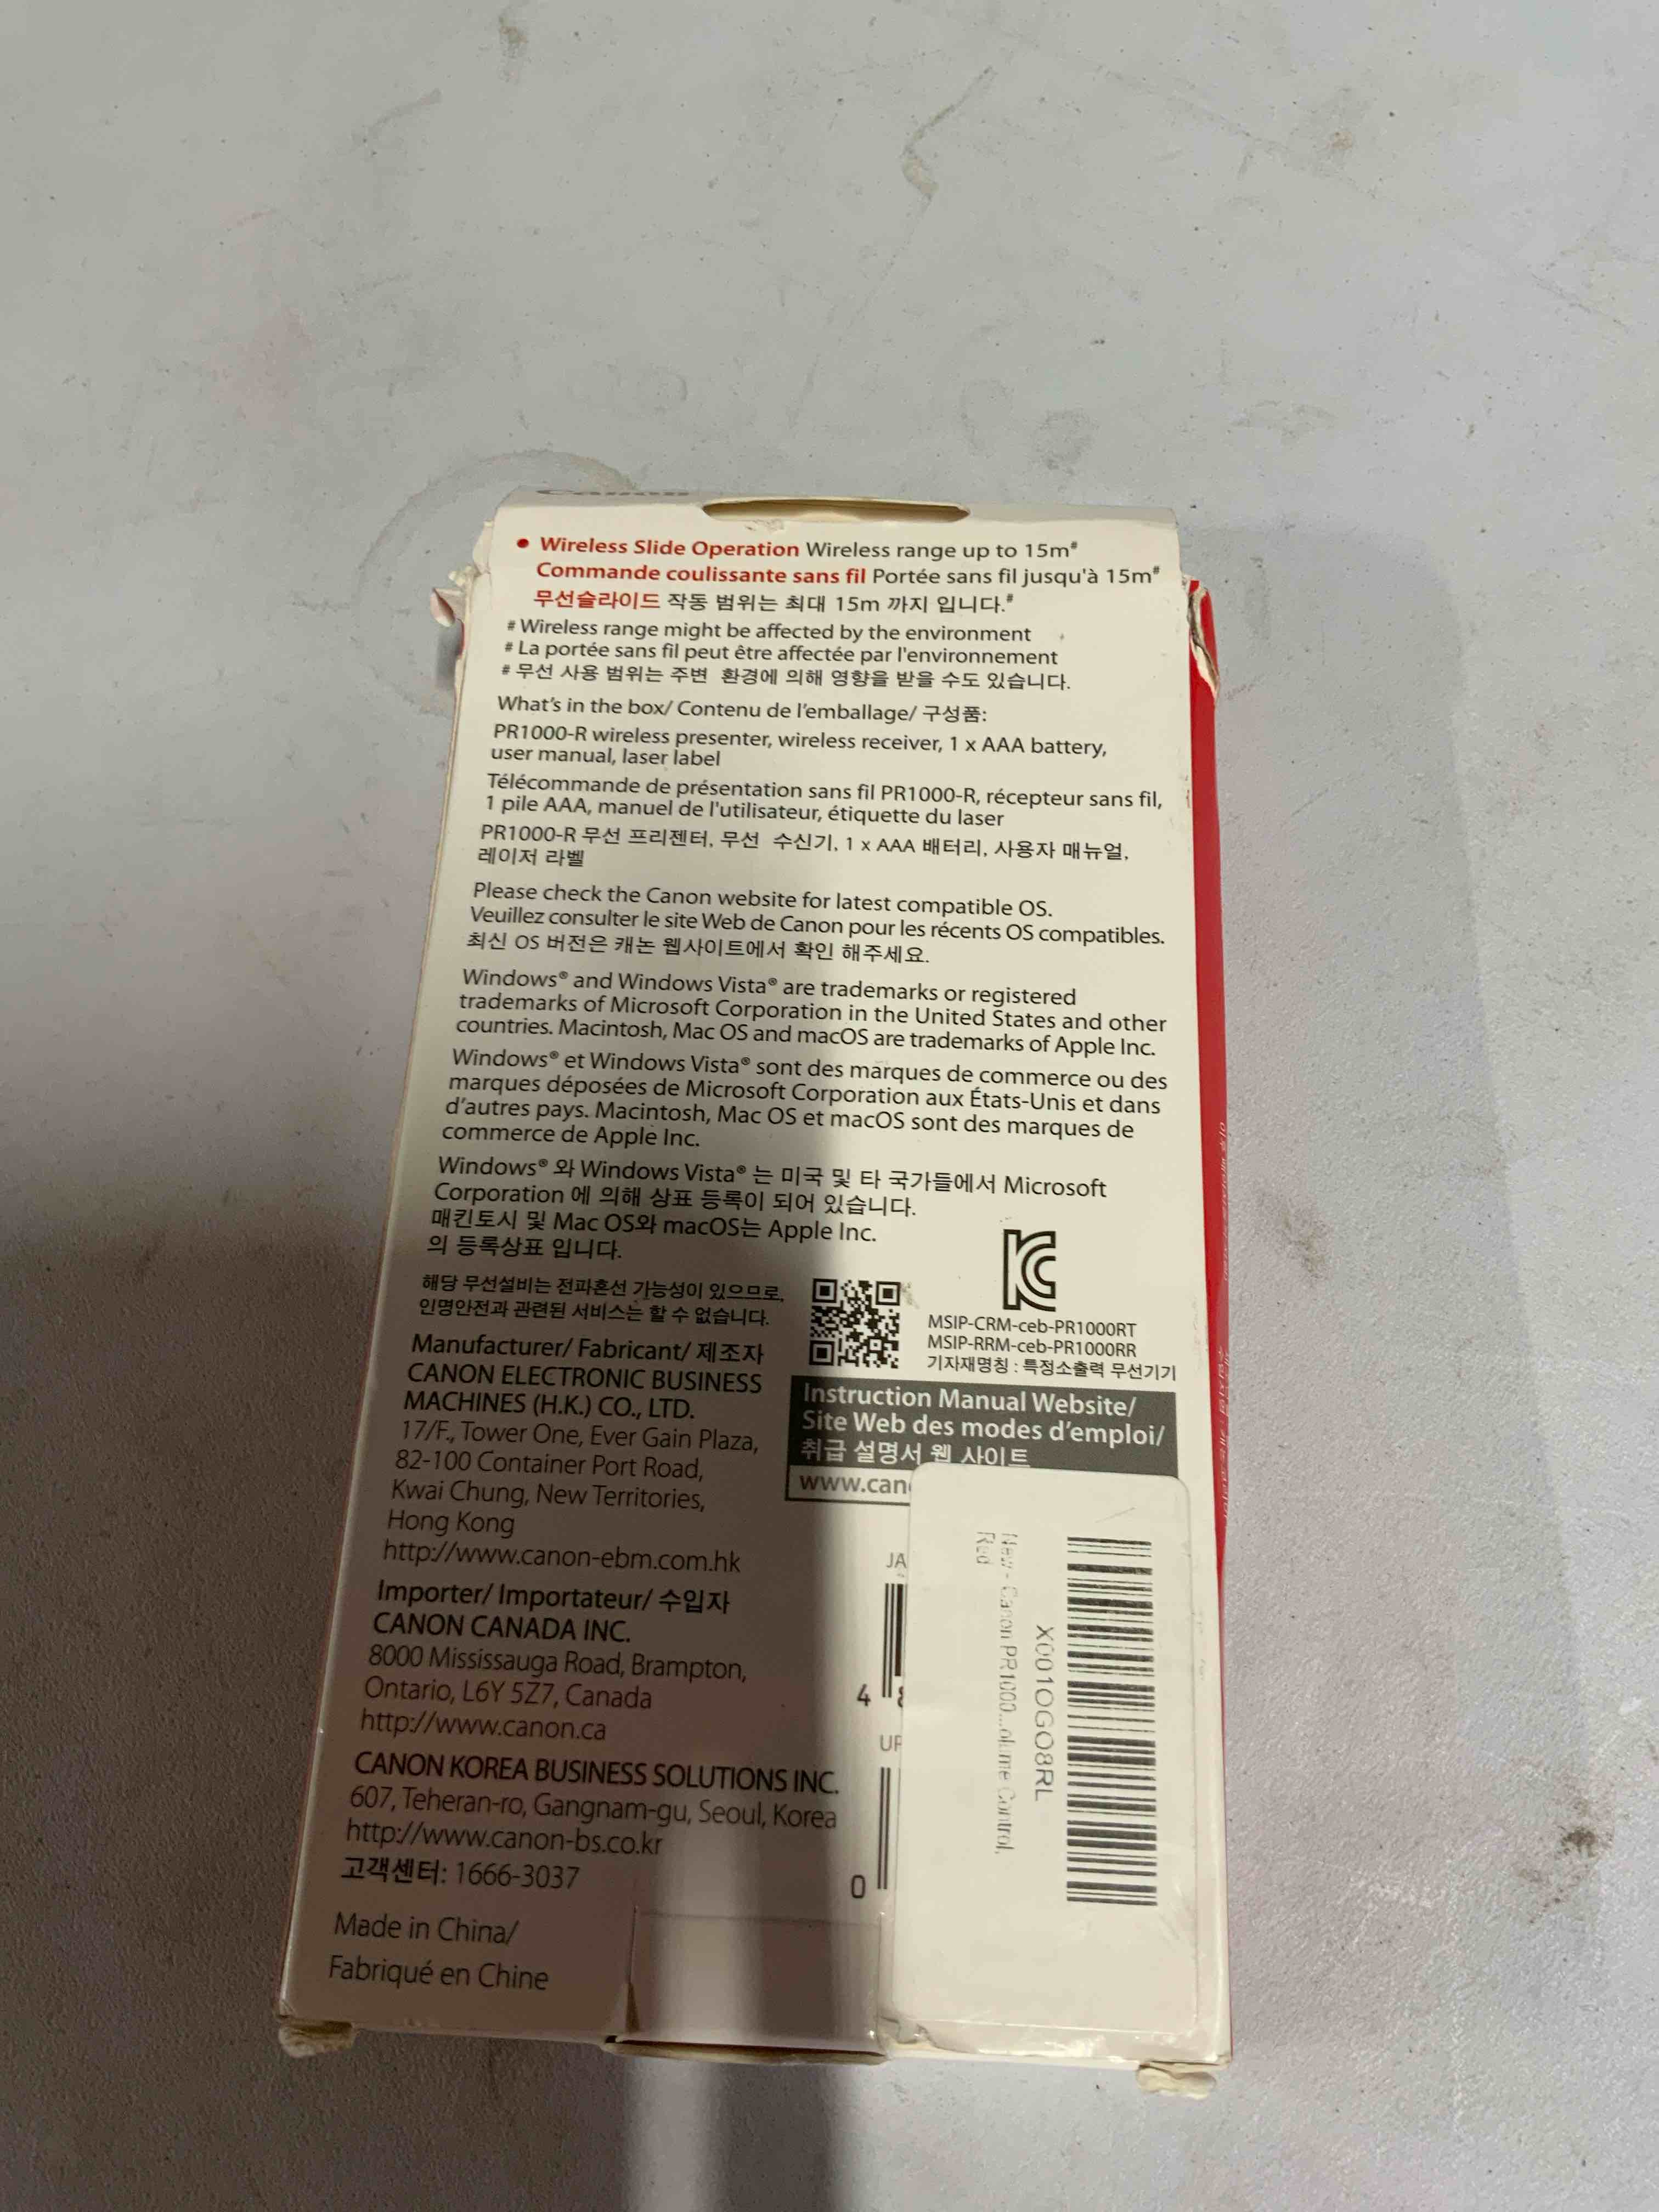 • Wireless Slide Operation Wireless range up to 15m#
Commande coulissante sans fil Portée sans fil jusqu'à 15m#
무선슬라이드 작동 범위는 최대 15m 까지 입니다.#
# Wireless range might be affected by the environment
# La portée sans fil peut être affectée par l'environnement
# 무선 사용 범위는 주변 환경에 의해 영향을 받을 수도 있습니다.
What's in the box/ Contenu de l'emballage/ 구성품:
PR1000-R wireless presenter, wireless receiver, 1 x AAA battery,
user manual, laser label
Télécommande de présentation sans fil PR1000-R, récepteur sans fil,
1 pile AAA, manuel de l'utilisateur, étiquette du laser
PR1000-R 무선 프리젠터, 무선 수신기, 1 x AAA 배터리, 사용자 매뉴얼,
레이저 라벨
Please check the Canon website for latest compatible OS.
Veuillez consulter le site Web de Canon pour les récents OS compatibles.
최신 OS 버전은 캐논 웹사이트에서 확인 해주세요.
Windows® and Windows Vista® are trademarks or registered
trademarks of Microsoft Corporation in the United States and other
countries. Macintosh, Mac OS and macOS are trademarks of Apple Inc.
Windows® et Windows Vista® sont des marques de commerce ou des
marques déposées de Microsoft Corporation aux États-Unis et dans
d'autres pays. Macintosh, Mac OS et macOS sont des marques de
commerce de Apple Inc.
Windows® 와 Windows Vista® 는 미국 및 타 국가들에서 Microsoft
Corporation 에 의해 상표 등록이 되어 있습니다.
매킨토시 및 Mac OS와 macOS는 Apple Inc.
의 등록상표 입니다.
해당 무선설비는 전파혼선 가능성이 있으므로,
인명안전과 관련된 서비스는 할 수 없습니다.
MSIP-CRM-ceb-PR1000RT
MSIP-RRM-ceb-PR1000RR
기자재명칭 : 특정소출력 무선기기
Manufacturer/ Fabricant/ 제조자
CANON ELECTRONIC BUSINESS
MACHINES (H.K.) CO., LTD.
17/F., Tower One, Ever Gain Plaza,
82-100 Container Port Road,
Kwai Chung, New Territories,
Hong Kong
http://www.canon-ebm.com.hk
Instruction Manual Website/
Site Web des modes d'emploi/
취급 설명서 웹 사이트
www.can
Importer/ Importateur/ 수입자
CANON CANADA INC.
8000 Mississauga Road, Brampton,
Ontario, L6Y 5Z7, Canada
http://www.canon.ca
CANON KOREA BUSINESS SOLUTIONS INC.
607, Teheran-ro, Gangnam-gu, Seoul, Korea
http://www.canon-bs.co.kr
고객센터: 1666-3037
Made in China/
Fabriqué en Chine
JA
4
UP
0
X001OGO8RL
New - Canon PR1000...olume Control,
Red